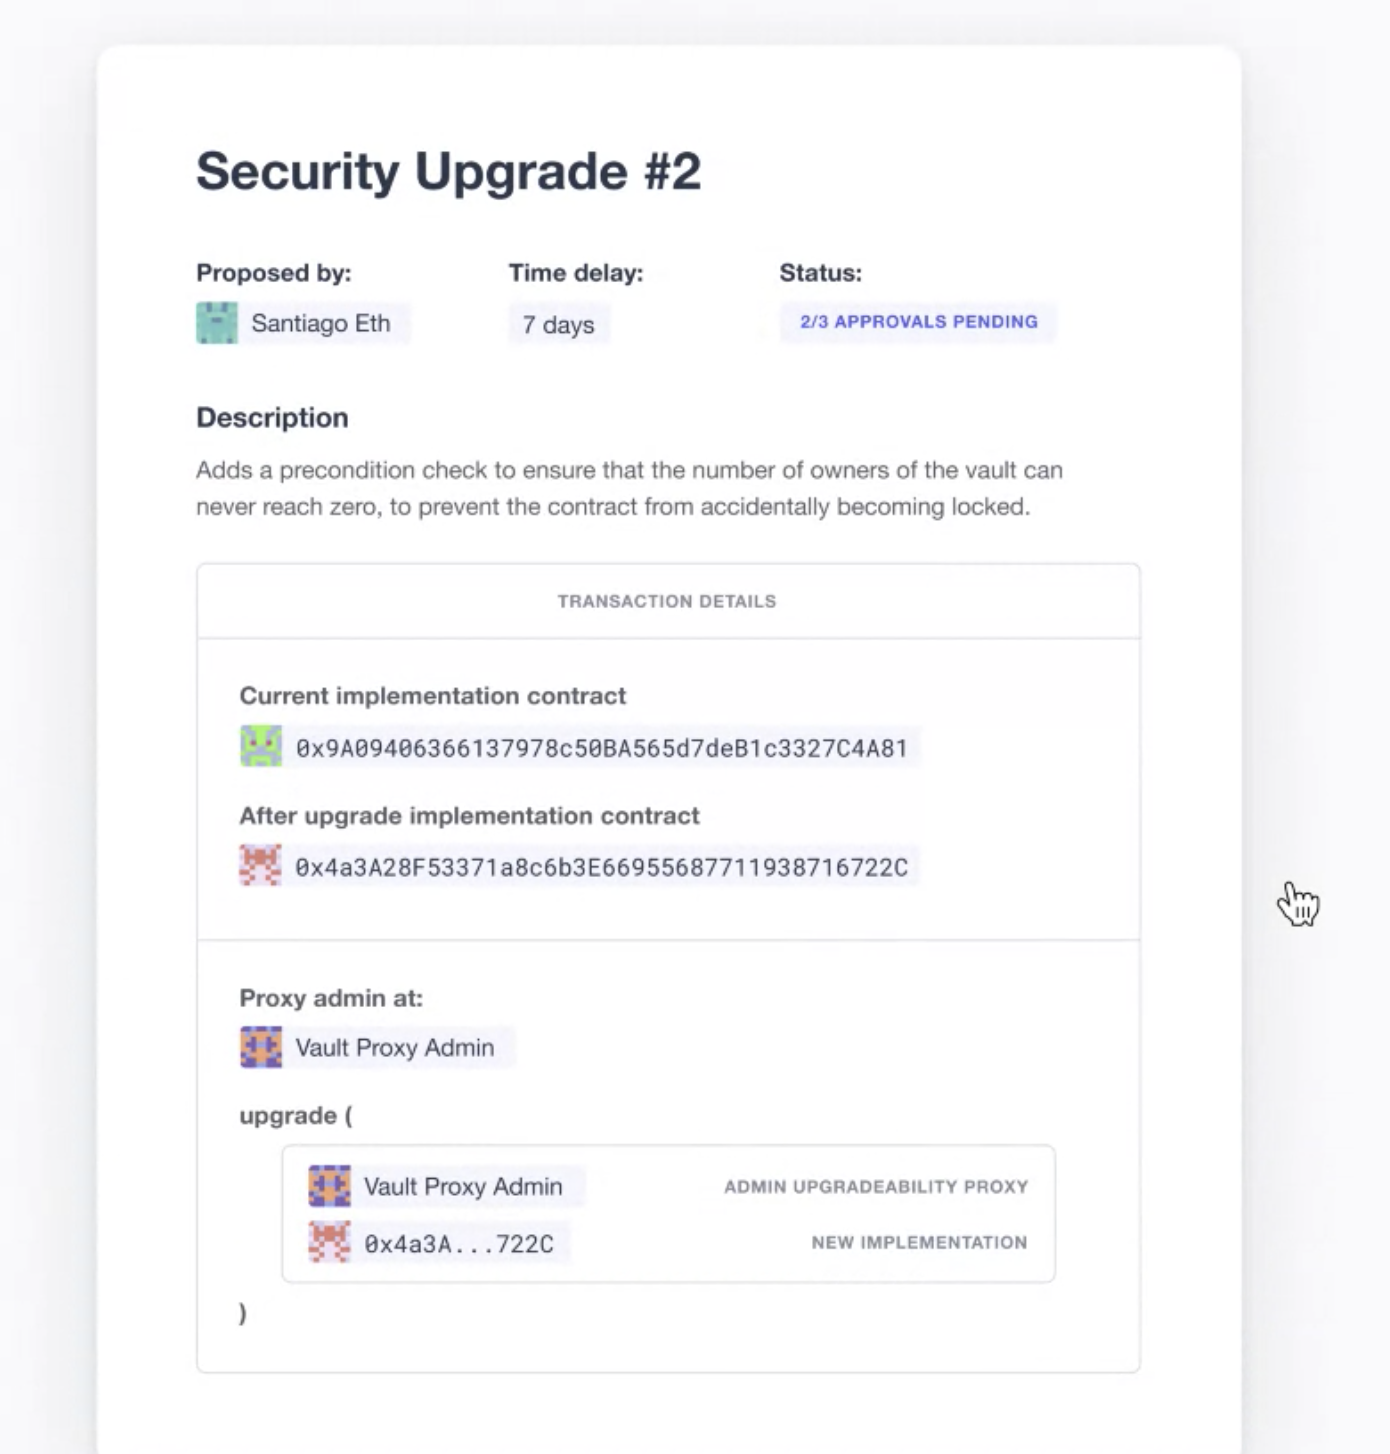 Security Upgrade #2
Proposed by:
Time delay:
Status:
Santiago Eth
7 days
2/3 APPROVALS PENDING
Description
Adds a precondition check to ensure that the number of owners of the vault can
never reach zero, to prevent the contract from accidentally becoming locked.
TRANSACTION DETAILS
Current implementation contract
0x9A09406366137978c50BA565d7deB1c3327C4A81
After upgrade implementation contract
0x4a3A28F53371a8c6b3E66955687711938716722C
Proxy admin at:
Vault Proxy Admin
upgrade (
Vault Proxy Admin
ADMIN UPGRADEABILITY PROXY
0x4a3A...722C
NEW IMPLEMENTATION
)